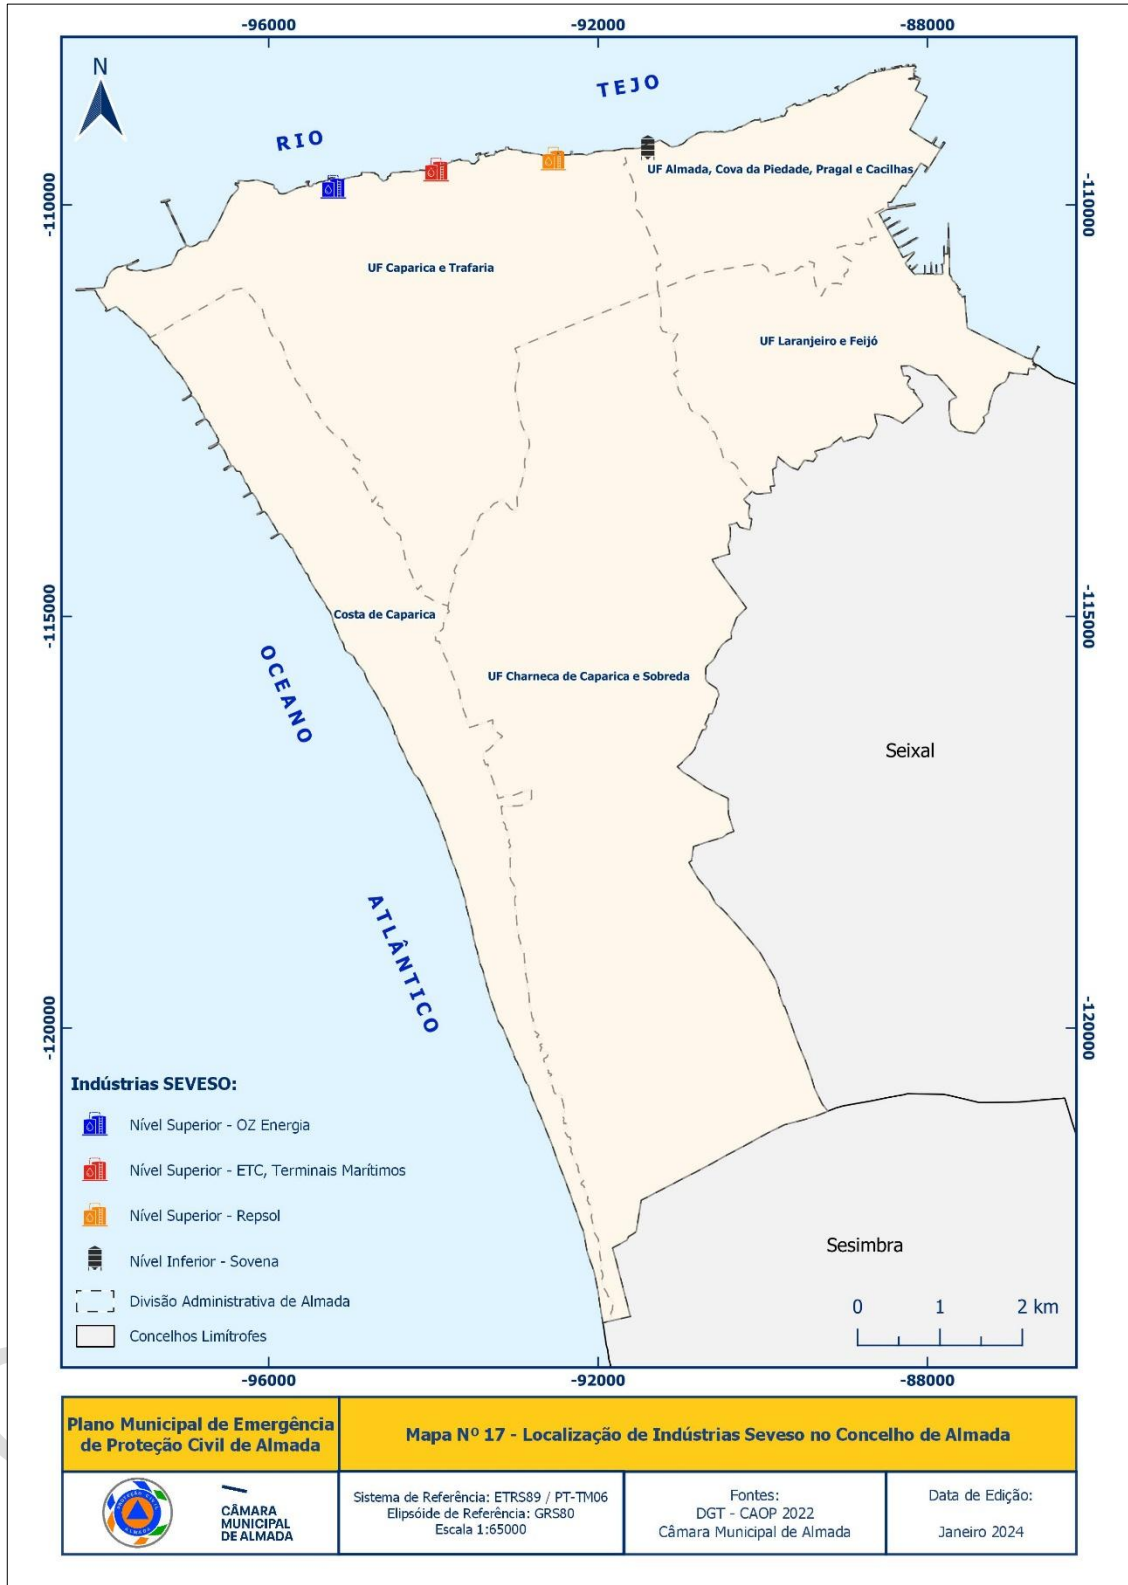 -96000
-92000
-88000
N
TEJO
RIO
UF Almada, Cova da Piedade, Pragal e Cacilhas
-110000
-110000
UF Caparica e Trafaria
UF Laranjeiro e Feijó
-115000
-115000
Costa de Caparica
OCEANO
UF Charneca de Caparica e Sobreda
Seixal
ATLÂNTICO
-120000
-120000
Indústrias SEVESO:
Nível Superior - OZ Energia
Nível Superior - ETC, Terminais Marítimos
Nível Superior - Repsol
Nível Inferior - Sovena
Divisão Administrativa de Almada
Concelhos Limítrofes
Sesimbra
0 1 2 km
-96000
-92000
-88000
Plano Municipal de Emergência
de Proteção Civil de Almada
Mapa Nº 17 - Localização de Indústrias Seveso no Concelho de Almada
PROTEÇÃO CIVIL
ALMADA
CÂMARA
MUNICIPAL
DE ALMADA
Sistema de Referência: ETRS89 / PT-TM06
Elipsóide de Referência: GRS80
Escala 1:65000
Fontes:
DGT - CAOP 2022
Câmara Municipal de Almada
Data de Edição:
Janeiro 2024